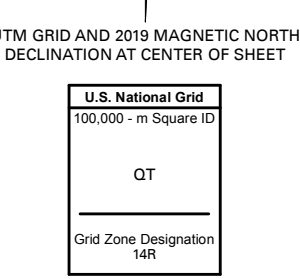 UTM GRID AND 2019 MAGNETIC NORTH
DECLINATION AT CENTER OF SHEET
U.S. National Grid
100,000 - m Square ID
QT
Grid Zone Designation
14R